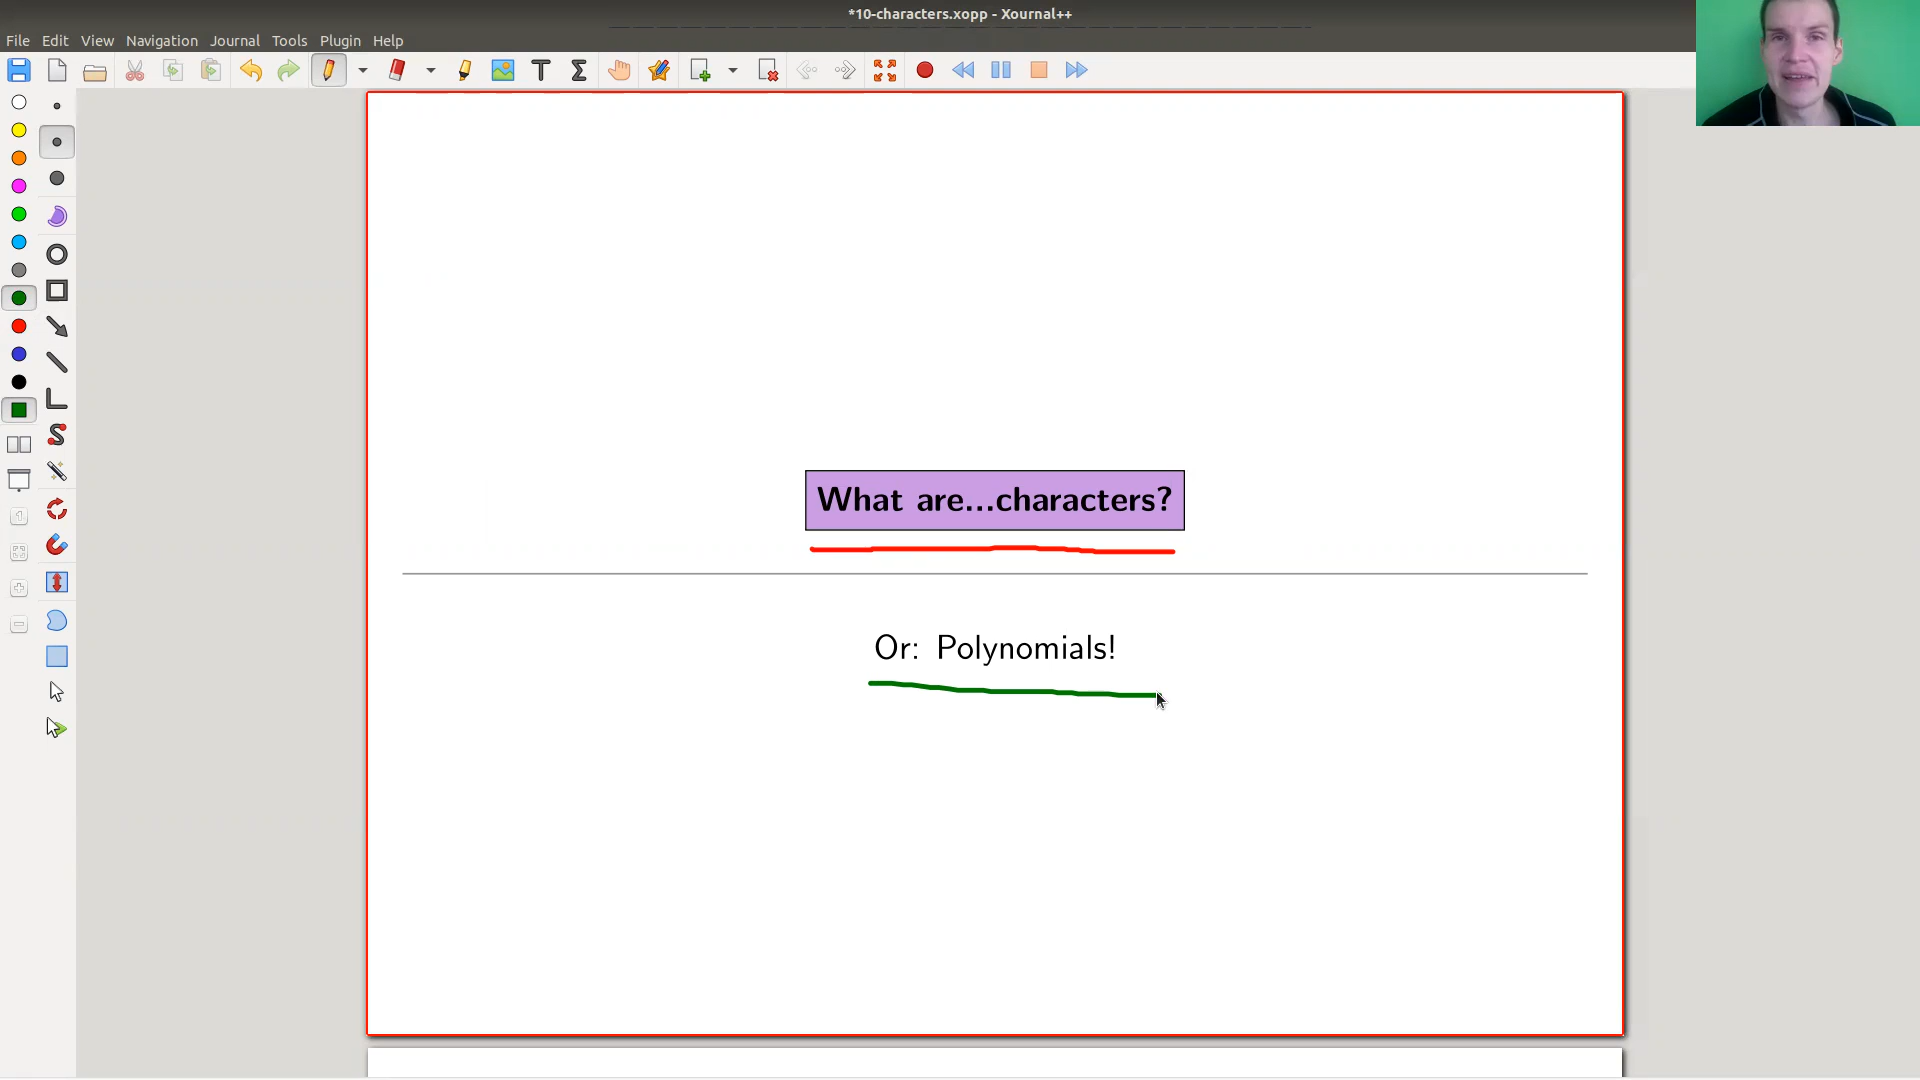 *10-characters.xopp - Xournal++
File Edit View Navigation Journal Tools Plugin Help
What are...characters?
Or: Polynomials!